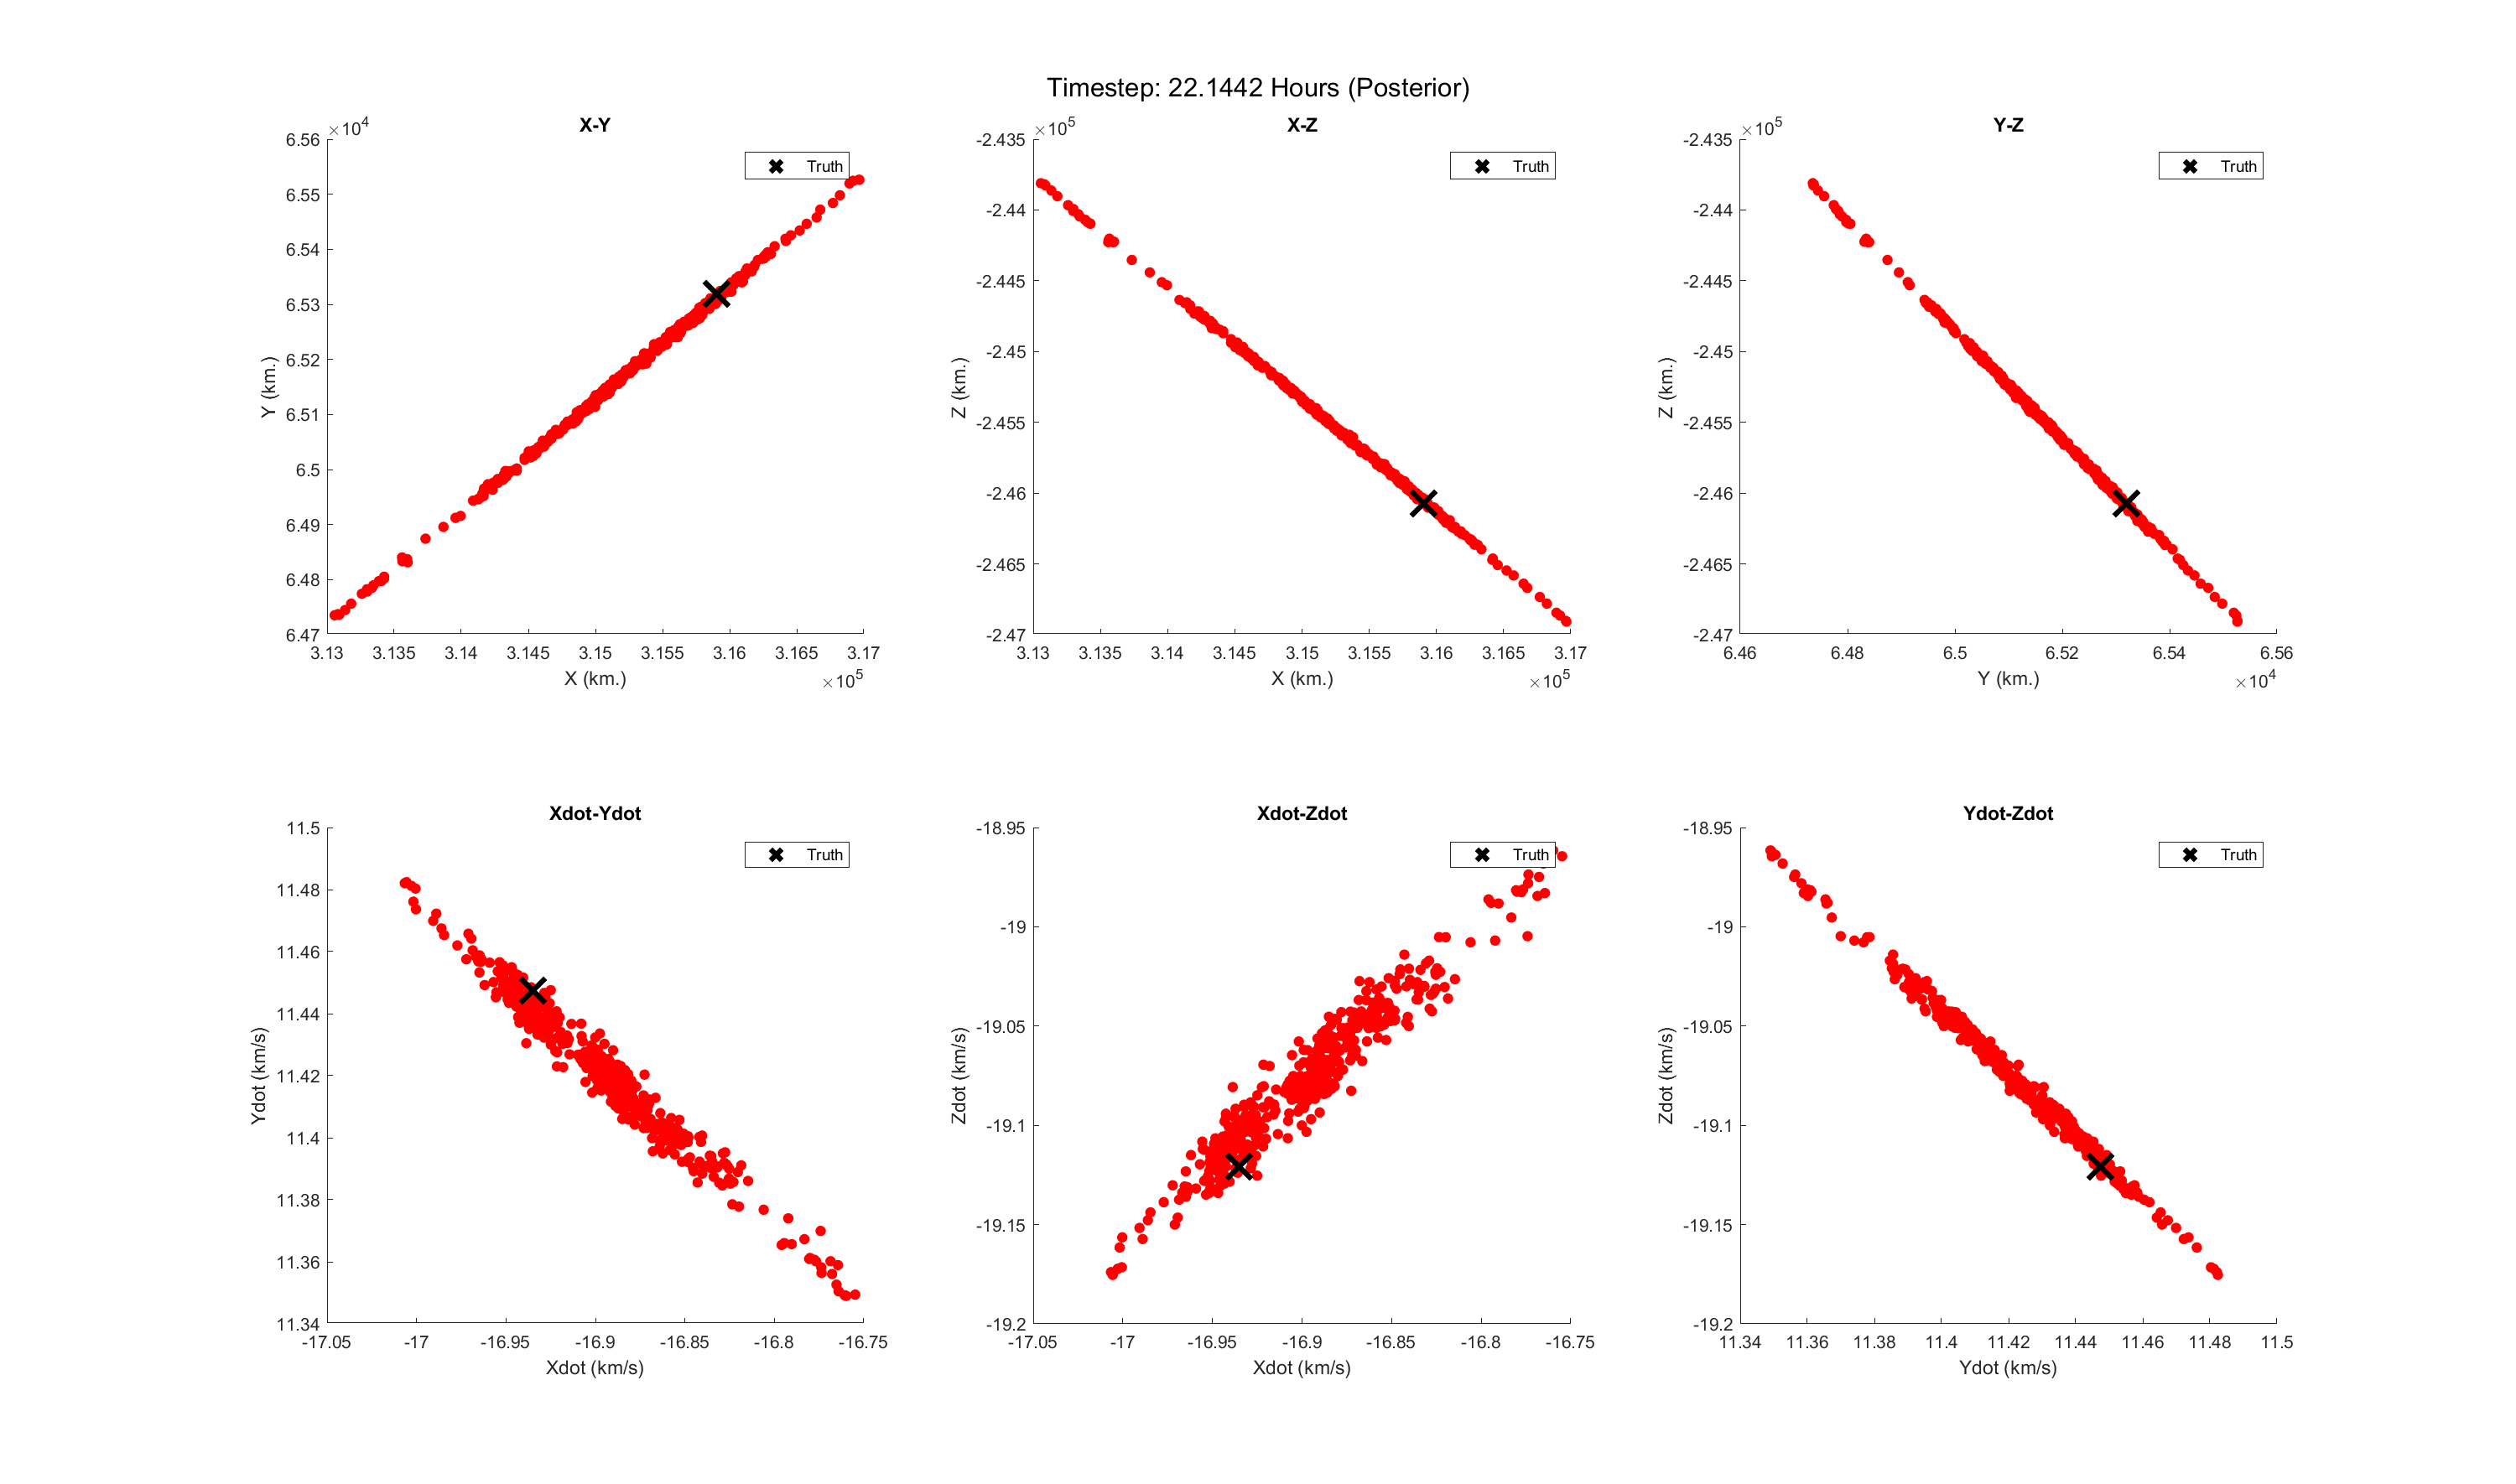 Timestep: 22.1442 Hours (Posterior)
X-Y
×10^4
Truth
6.56
6.55
6.54
6.53
6.52
6.51
6.5
6.49
6.48
6.47
Y (km.)
3.13 3.135 3.14 3.145 3.15 3.155 3.16 3.165 3.17
X (km.)
×10^5
X-Z
×10^5
Truth
-2.435
-2.44
-2.445
-2.45
-2.455
-2.46
-2.465
-2.47
Z (km.)
3.13 3.135 3.14 3.145 3.15 3.155 3.16 3.165 3.17
X (km.)
×10^5
Y-Z
×10^5
Truth
-2.435
-2.44
-2.445
-2.45
-2.455
-2.46
-2.465
-2.47
Z (km.)
6.46 6.48 6.5 6.52 6.54 6.56
Y (km.)
×10^4
Xdot-Ydot
Truth
11.5
11.48
11.46
11.44
11.42
11.4
11.38
11.36
11.34
Ydot (km/s)
-17.05 -17 -16.95 -16.9 -16.85 -16.8 -16.75
Xdot (km/s)
Xdot-Zdot
Truth
-18.95
-19
-19.05
-19.1
-19.15
-19.2
Zdot (km/s)
-17.05 -17 -16.95 -16.9 -16.85 -16.8 -16.75
Xdot (km/s)
Ydot-Zdot
Truth
-18.95
-19
-19.05
-19.1
-19.15
-19.2
Zdot (km/s)
11.34 11.36 11.38 11.4 11.42 11.44 11.46 11.48 11.5
Ydot (km/s)